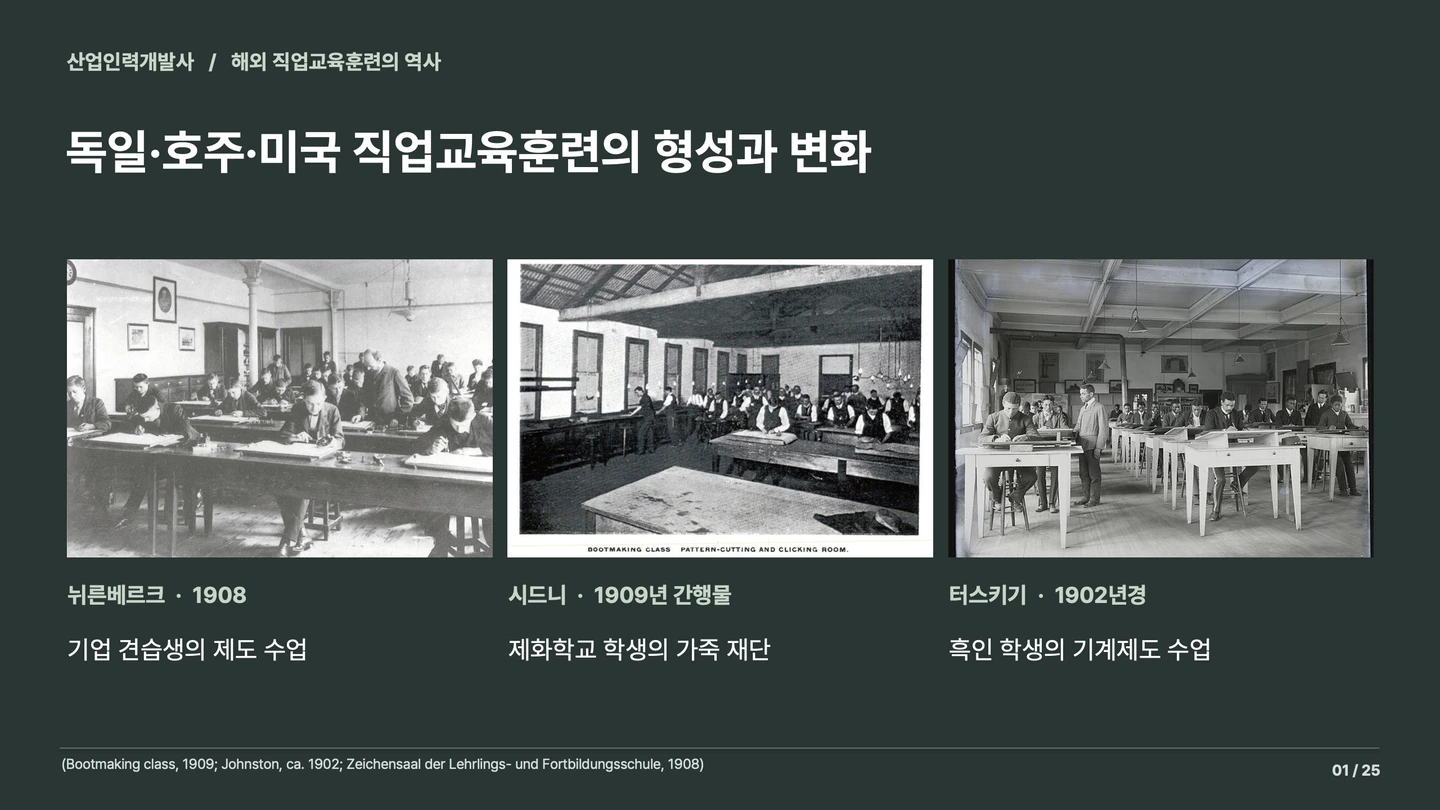 산업인력개발사 / 해외 직업교육훈련의 역사
독일·호주·미국 직업교육훈련의 형성과 변화
BOOTMAKING CLASS PATTERN-CUTTING AND CLICKING ROOM.
뉘른베르크 · 1908
기업 견습생의 제도 수업
시드니 · 1909년 간행물
제화학교 학생의 가죽 재단
터스키기 · 1902년경
흑인 학생의 기계제도 수업
(Bootmaking class, 1909; Johnston, ca. 1902; Zeichensaal der Lehrlings- und Fortbildungsschule, 1908)
01 / 25